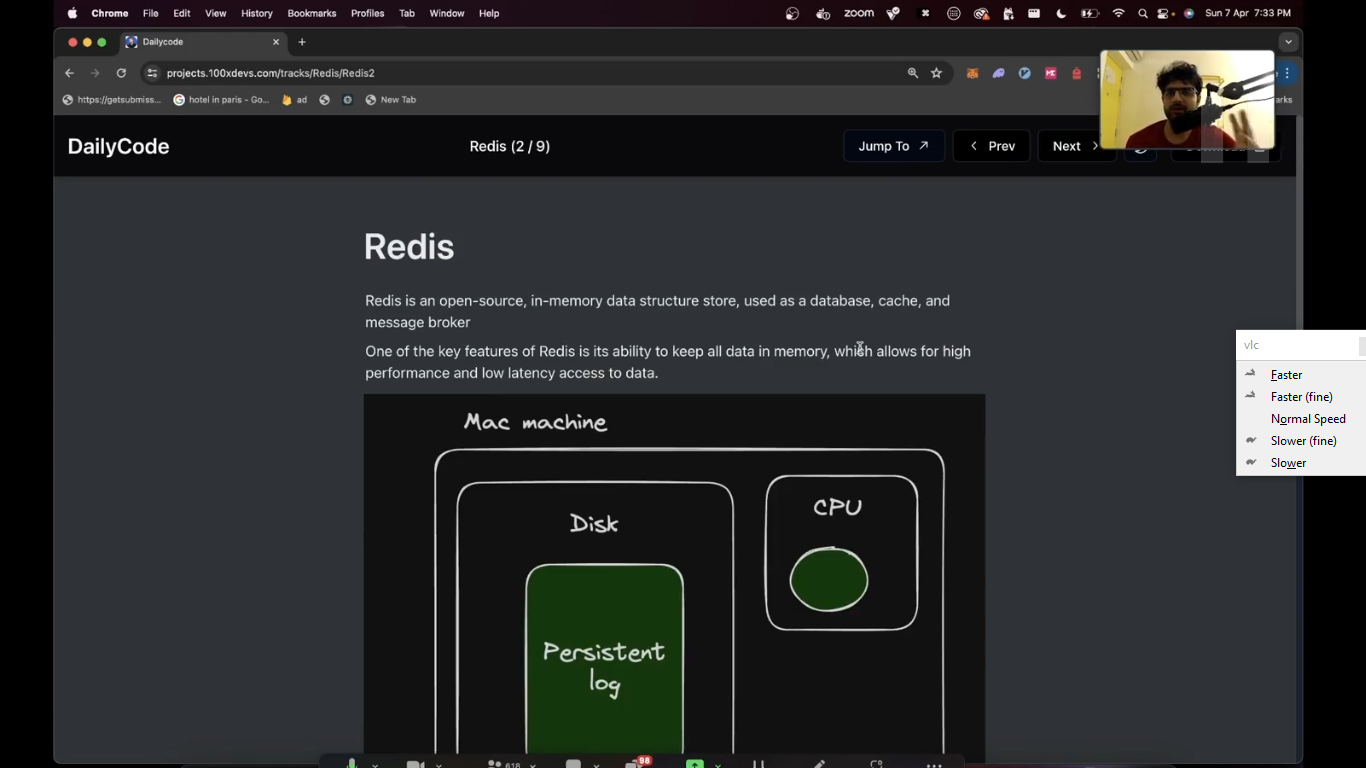 Chrome File Edit View History Bookmarks Profiles Tab Window Help zoom Sun 7 Apr 7:33 PM
Dailycode
projects.100xdevs.com/tracks/Redis/Redis2
https://getsubmiss... hotel in paris - Go... ad New Tab arks
DailyCode Redis (2 / 9) Jump To Prev Next
Redis
Redis is an open-source, in-memory data structure store, used as a database, cache, and
message broker
One of the key features of Redis is its ability to keep all data in memory, which allows for high
performance and low latency access to data.
Mac machine
Disk
CPU
Persistent
log
vlc
Faster
Faster (fine)
Normal Speed
Slower (fine)
Slower
618 98